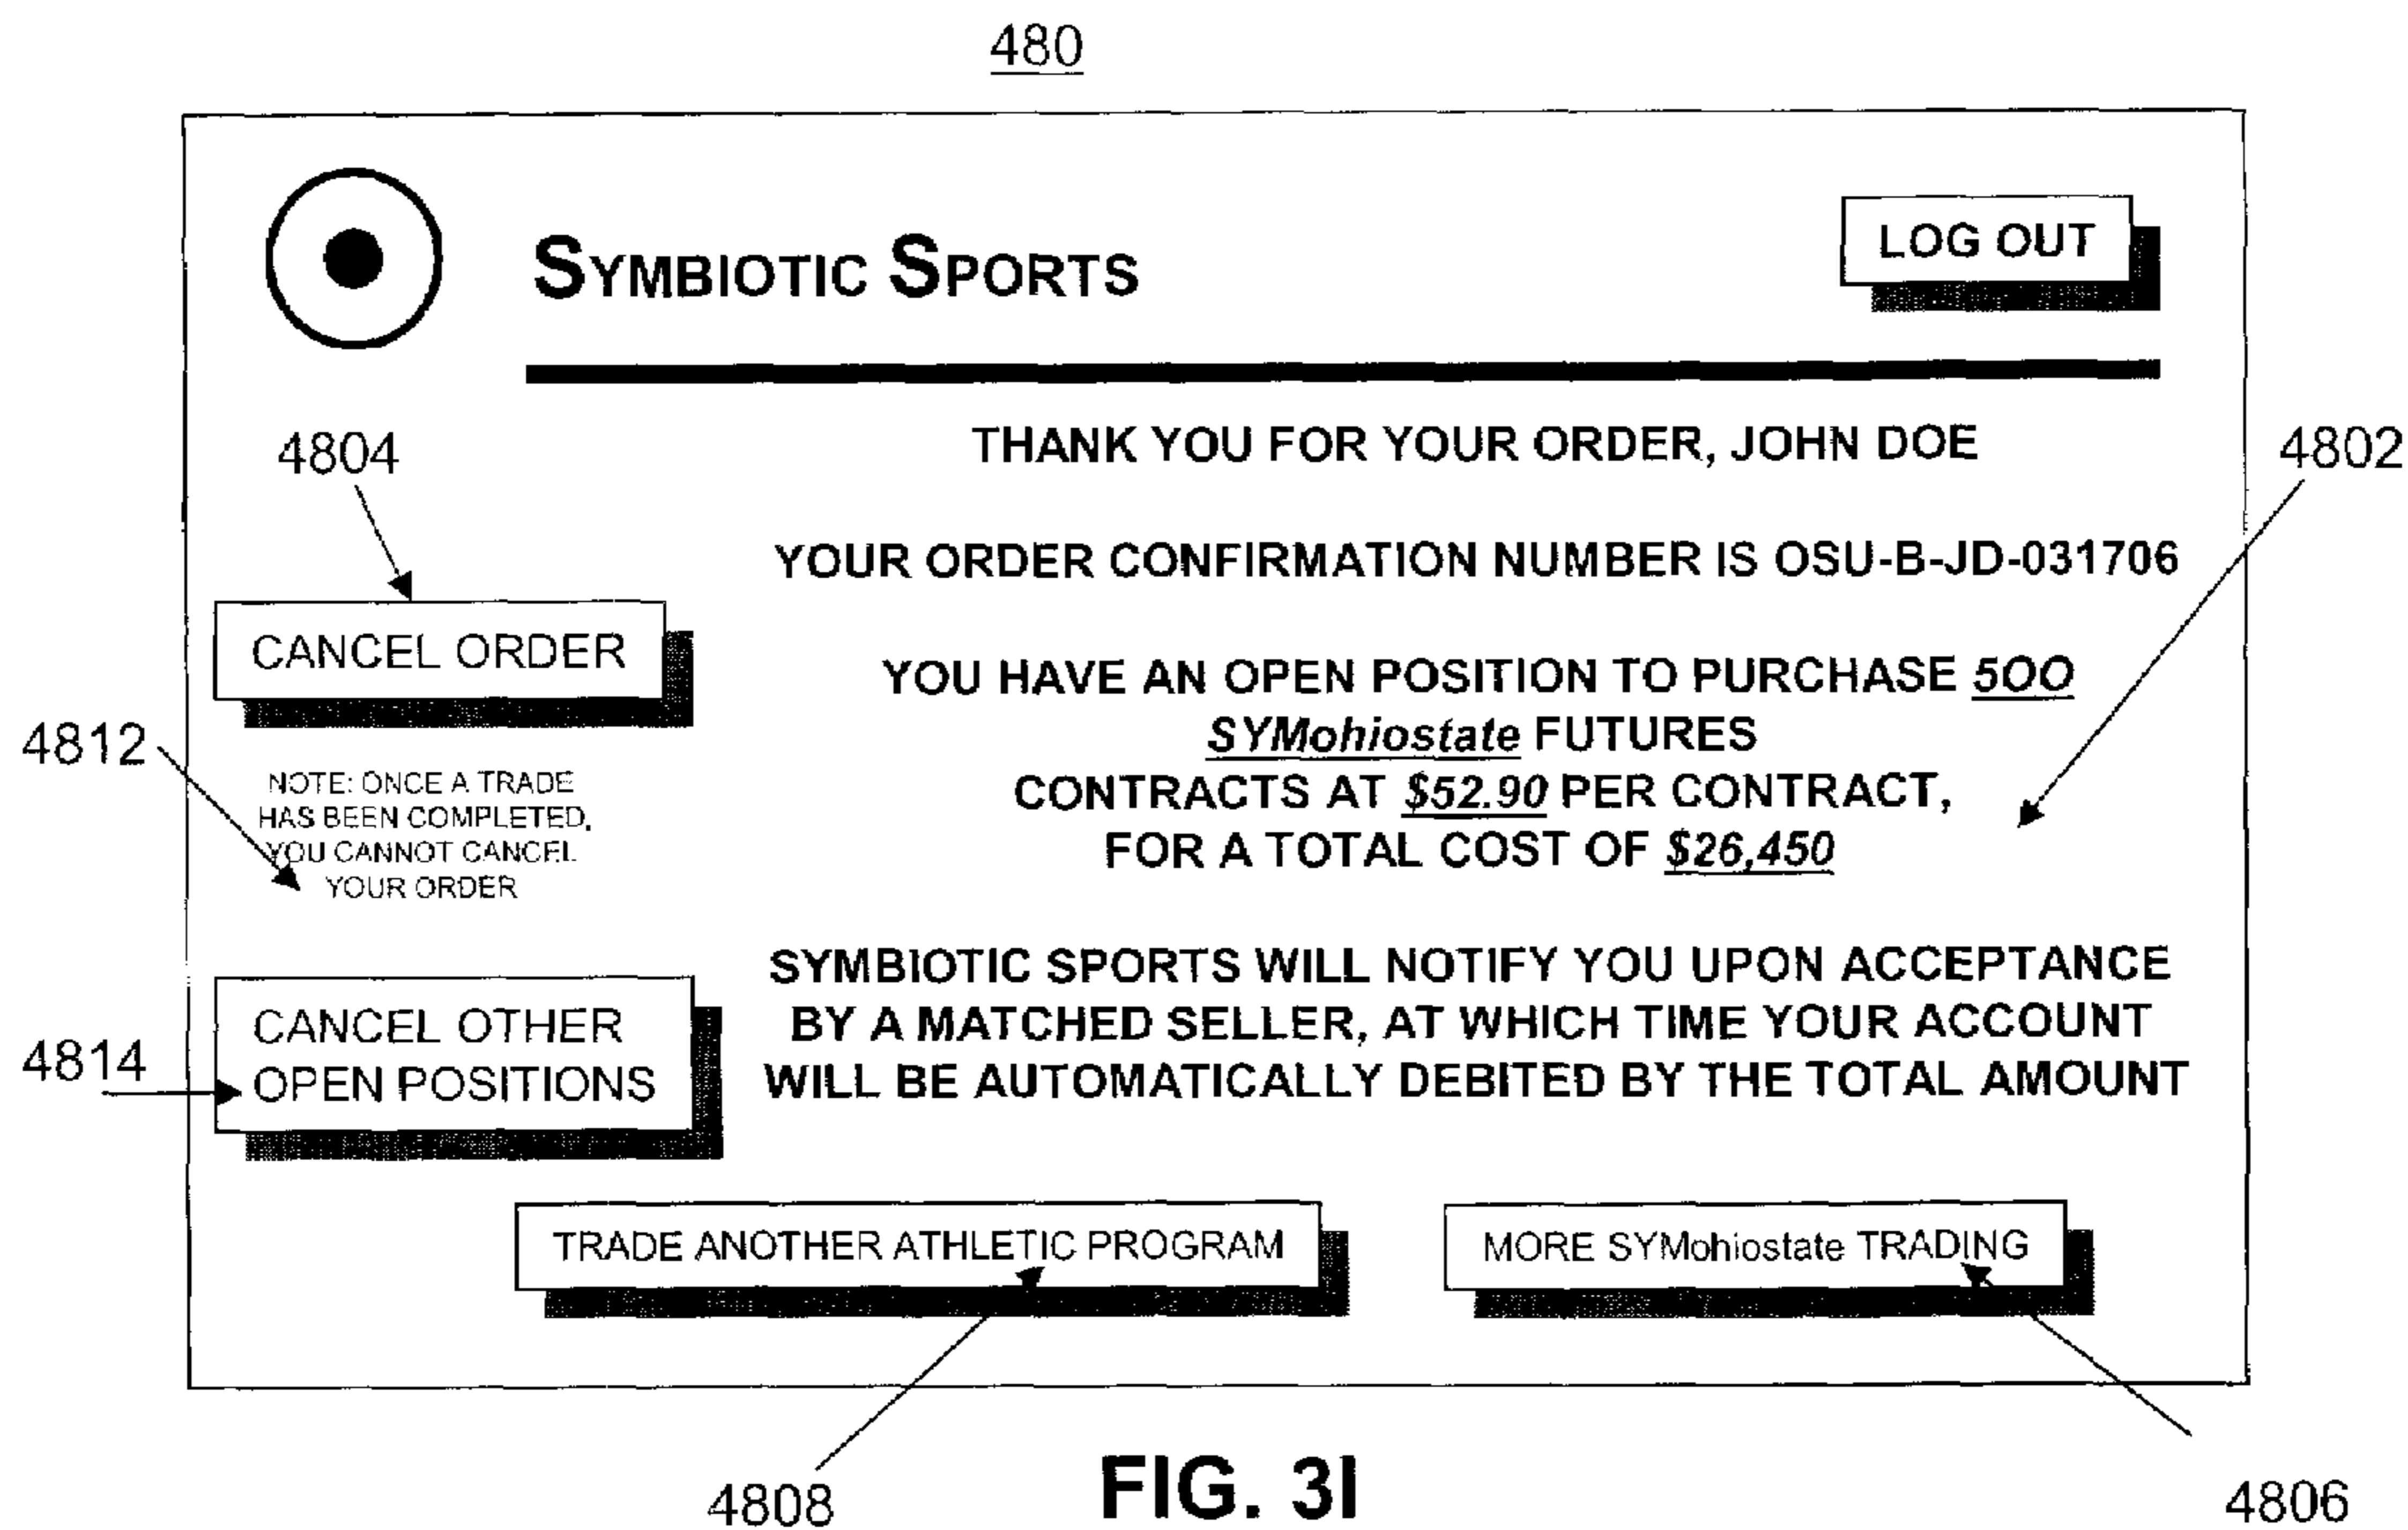 480
SYMBIOTIC SPORTS
LOG OUT
THANK YOU FOR YOUR ORDER, JOHN DOE
4804
4802
YOUR ORDER CONFIRMATION NUMBER IS OSU-B-JD-031706
CANCEL ORDER
YOU HAVE AN OPEN POSITION TO PURCHASE 500
SYMohiostate FUTURES
CONTRACTS AT $52.90 PER CONTRACT,
FOR A TOTAL COST OF $26,450
4812
NOTE: ONCE A TRADE
HAS BEEN COMPLETED,
YOU CANNOT CANCEL
YOUR ORDER
SYMBIOTIC SPORTS WILL NOTIFY YOU UPON ACCEPTANCE
BY A MATCHED SELLER, AT WHICH TIME YOUR ACCOUNT
WILL BE AUTOMATICALLY DEBITED BY THE TOTAL AMOUNT
CANCEL OTHER
OPEN POSITIONS
4814
TRADE ANOTHER ATHLETIC PROGRAM
MORE SYMohiostate TRADING
4808
FIG. 3I
4806